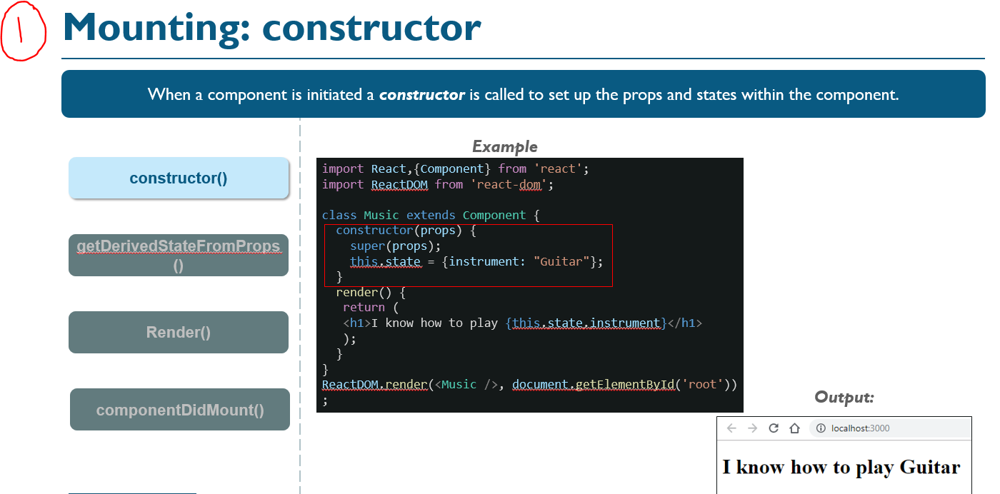 1
Mounting: constructor
When a component is initiated a constructor is called to set up the props and states within the component.
constructor()
getDerivedStateFromProps
()
Render()
componentDidMount()
Example
import React,{Component} from 'react';
import ReactDOM from 'react-dom';
class Music extends Component {
constructor(props) {
super(props);
this.state = {instrument: "Guitar"};
}
render() {
return (
<h1>I know how to play {this.state.instrument}</h1>
);
}
}
ReactDOM.render(<Music />, document.getElementById('root'))
;
Output:
localhost:3000
I know how to play Guitar